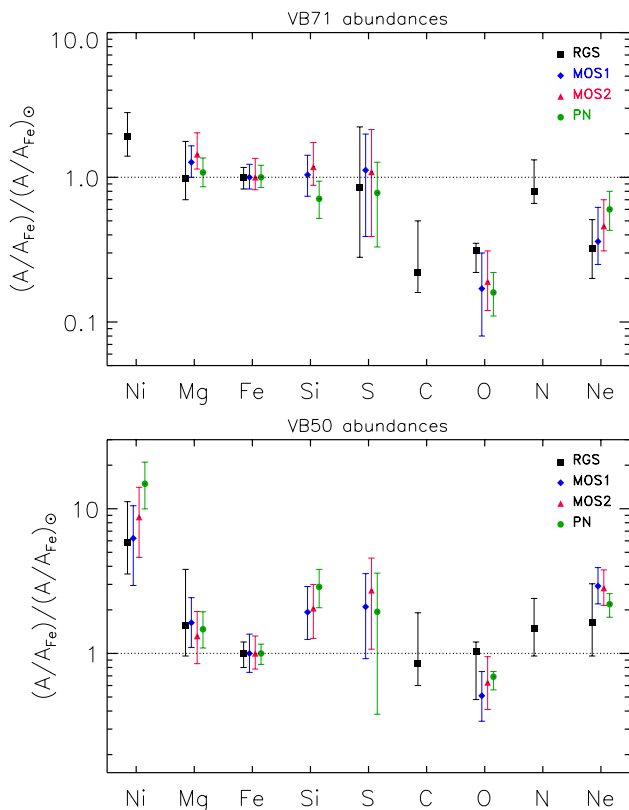 VB71 abundances
10.0
1.0
0.1
(A/A_Fe)/(A/A_Fe)_⊙
RGS
MOS1
MOS2
PN
Ni Mg Fe Si S C O N Ne
VB50 abundances
10
1
(A/A_Fe)/(A/A_Fe)_⊙
RGS
MOS1
MOS2
PN
Ni Mg Fe Si S C O N Ne